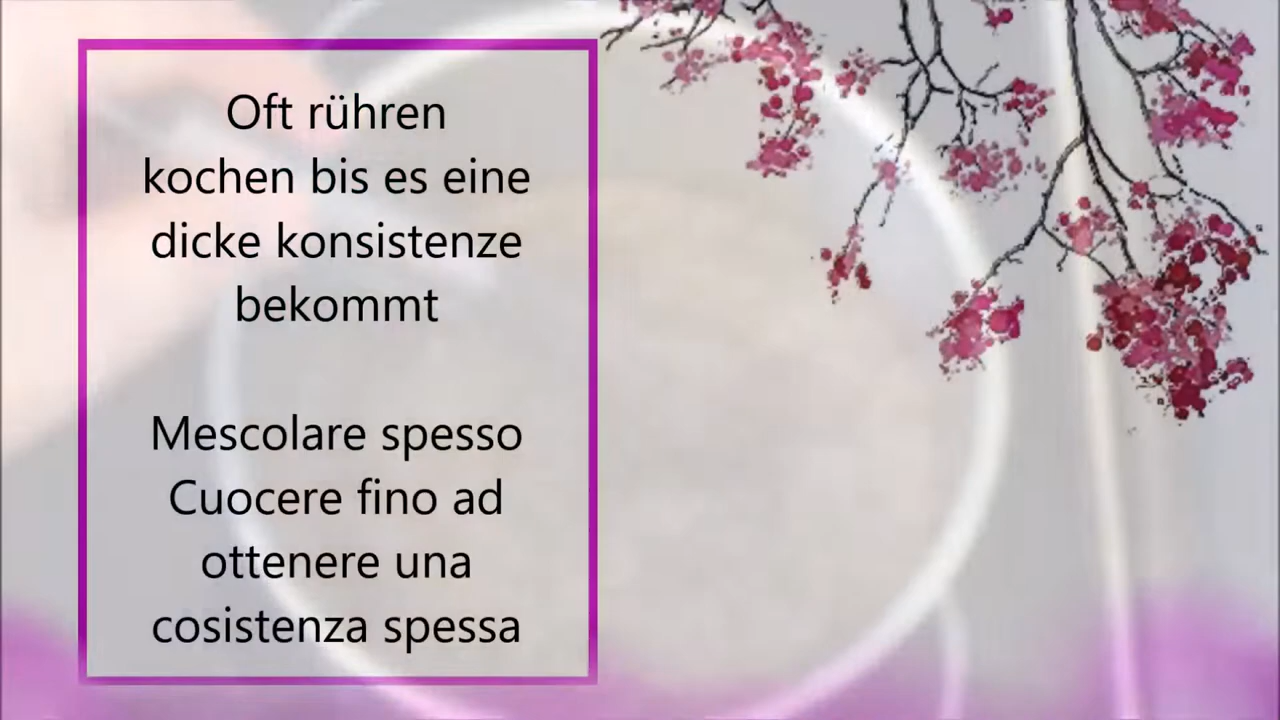 Oft rühren
kochen bis es eine
dicke konsistenze
bekommt
Mescolare spesso
Cuocere fino ad
ottenere una
cosistenza spessa